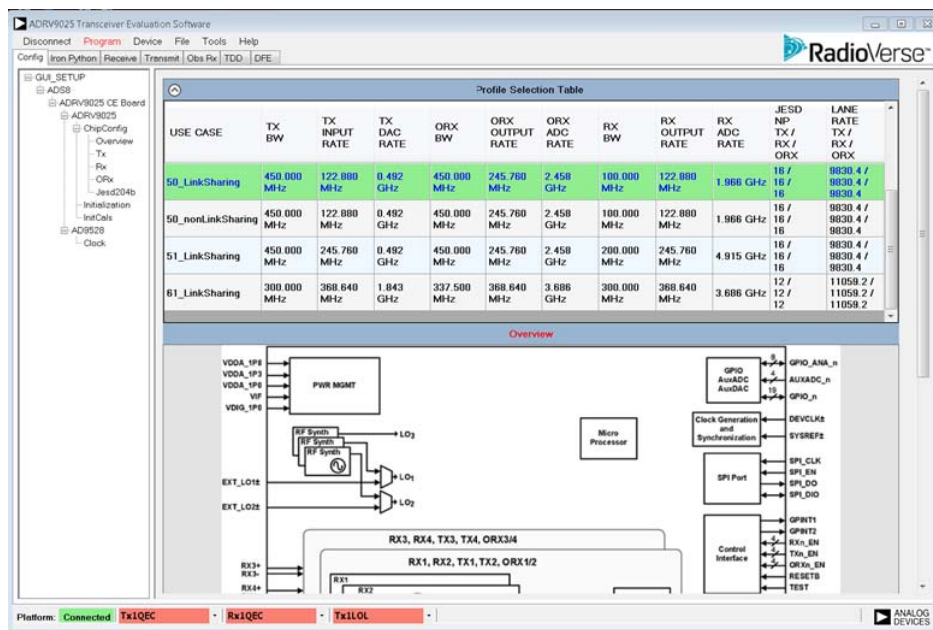 ADRV9025 Transceiver Evaluation Software
Disconnect Program Device File Tools Help
RadioVerse™
Config Iron Python Receive Transmit Obs Rx TDD DFE
GUI_SETUP
ADS8
ADRV9025 CE Board
ADRV9025
ChipConfig
Overview
Tx
Rx
ORx
Jesd204b
Initialization
InitCals
AD9528
Clock
Profile Selection Table
USE CASE TX BW TX INPUT RATE TX DAC RATE ORX BW ORX OUTPUT RATE ORX ADC RATE RX BW RX OUTPUT RATE RX ADC RATE JESD NP TX / RX / ORX LANE RATE TX / RX / ORX
50_LinkSharing 450.000 MHz 122.880 MHz 0.492 GHz 450.000 MHz 245.760 MHz 2.458 GHz 100.000 MHz 122.880 MHz 1.966 GHz 16 / 16 / 16 9830.4 / 9830.4 / 9830.4
50_nonLinkSharing 450.000 MHz 122.880 MHz 0.492 GHz 450.000 MHz 245.760 MHz 2.458 GHz 100.000 MHz 122.880 MHz 1.966 GHz 16 / 16 / 16 9830.4 / 9830.4 / 9830.4
51_LinkSharing 450.000 MHz 245.760 MHz 0.492 GHz 450.000 MHz 245.760 MHz 2.458 GHz 200.000 MHz 245.760 MHz 4.915 GHz 16 / 16 / 16 9830.4 / 9830.4 / 9830.4
61_LinkSharing 300.000 MHz 368.640 MHz 1.843 GHz 337.500 MHz 368.640 MHz 3.686 GHz 300.000 MHz 368.640 MHz 3.686 GHz 12 / 12 / 12 11059.2 / 11059.2 / 11059.2
Overview
VDDA_1P8
VDDA_1P3
VDDA_1P0
VIF
VDIG_1P0
PWR MGMT
RF Synth
RF Synth
RF Synth
LO3
LO1
LO2
EXT_LO1±
EXT_LO2±
Micro Processor
GPIO
AuxADC
AuxDAC
8
GPIO_ANA_n
4
AUXADC_n
19
GPIO_n
Clock Generation and Synchronization
DEVCLK±
SYSREF±
SPI Port
SPI_CLK
SPI_EN
SPI_DO
SPI_DIO
Control Interface
GPINT1
GPINT2
4
RXn_EN
4
TXn_EN
4
ORXn_EN
RESETB
TEST
RX3, RX4, TX3, TX4, ORX3/4
RX1, RX2, TX1, TX2, ORX1/2
RX3+
RX3-
RX4+
RX1
RX2
Platform: Connected Tx1QEC - Rx1QEC - Tx1LOL -
ANALOG DEVICES